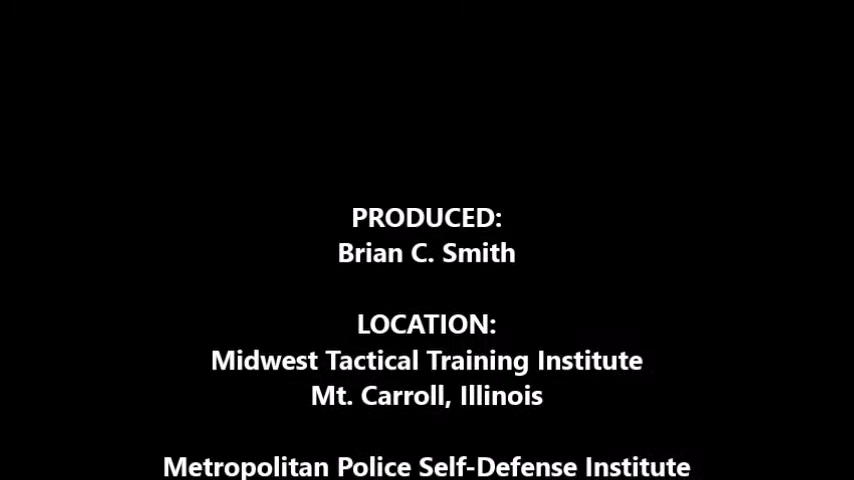 PRODUCED:
Brian C. Smith
LOCATION:
Midwest Tactical Training Institute
Mt. Carroll, Illinois
Metropolitan Police Self-Defense Institute